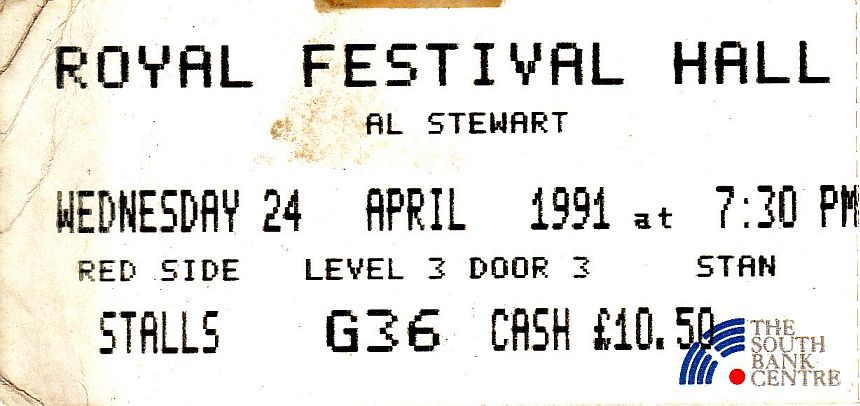 ROYAL FESTIVAL HALL
AL STEWART
WEDNESDAY 24 APRIL 1991 at 7:30 PM
RED SIDE LEVEL 3 DOOR 3 STAN
STALLS G36 CASH £10.50
THE
SOUTH
BANK
CENTRE